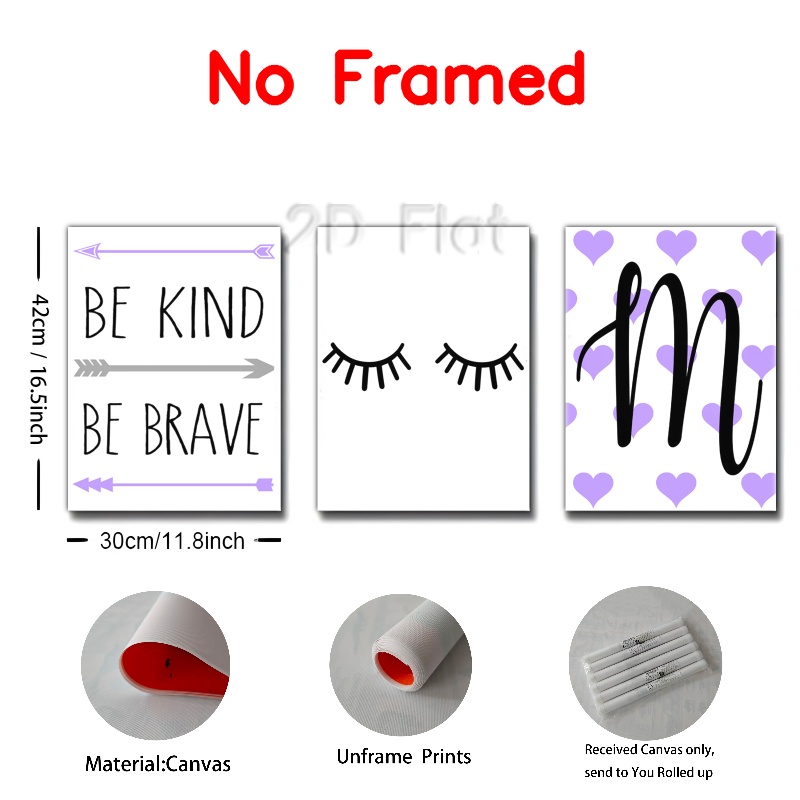 No Framed
2D Flat
42cm / 16.5inch
BE KIND
BE BRAVE
m
30cm/11.8inch
Material:Canvas
Unframe Prints
Received Canvas only,
send to You Rolled up